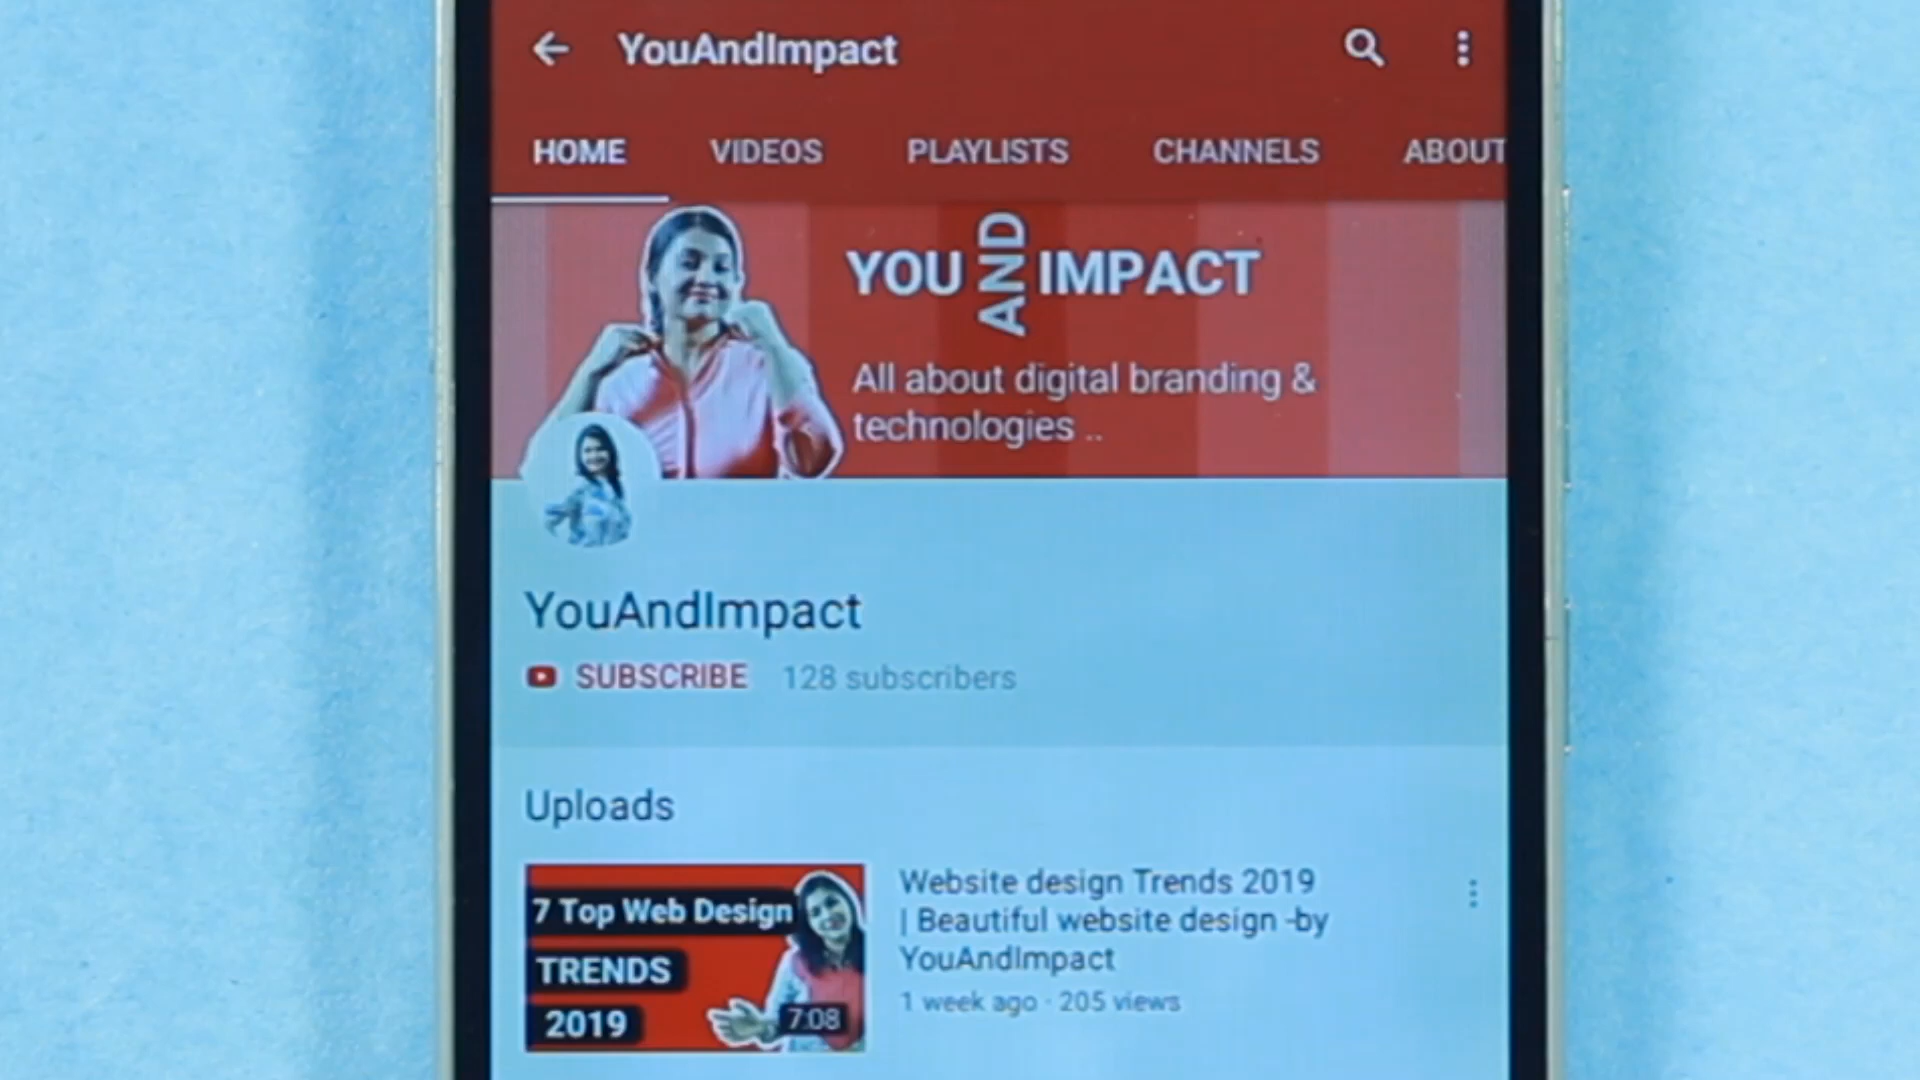 YouAndImpact
HOME VIDEOS PLAYLISTS CHANNELS ABOUT
YOU AND IMPACT
All about digital branding &
technologies ..
YouAndImpact
SUBSCRIBE 128 subscribers
Uploads
7 Top Web Design
TRENDS
2019
7:08
Website design Trends 2019
| Beautiful website design -by
YouAndImpact
1 week ago · 205 views